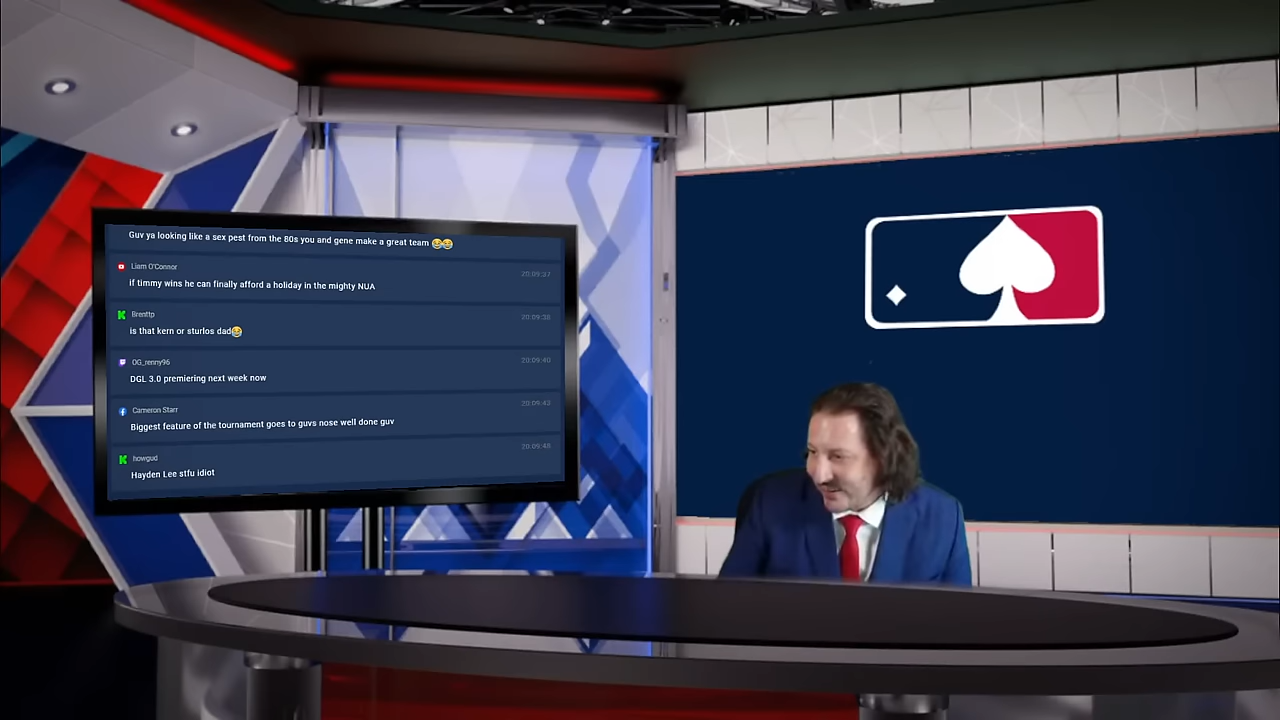 Guv ya looking like a sex pest from the 80s you and gene make a great team 😂😂
Liam O'Connor 20:09:37
if timmy wins he can finally afford a holiday in the mighty NUA
Brenttp 20:09:38
is that kern or sturlos dad😂
OG_renny96 20:09:40
DGL 3.0 premiering next week now
Cameron Starr 20:09:43
Biggest feature of the tournament goes to guvs nose well done guv
howgud 20:09:48
Hayden Lee stfu idiot